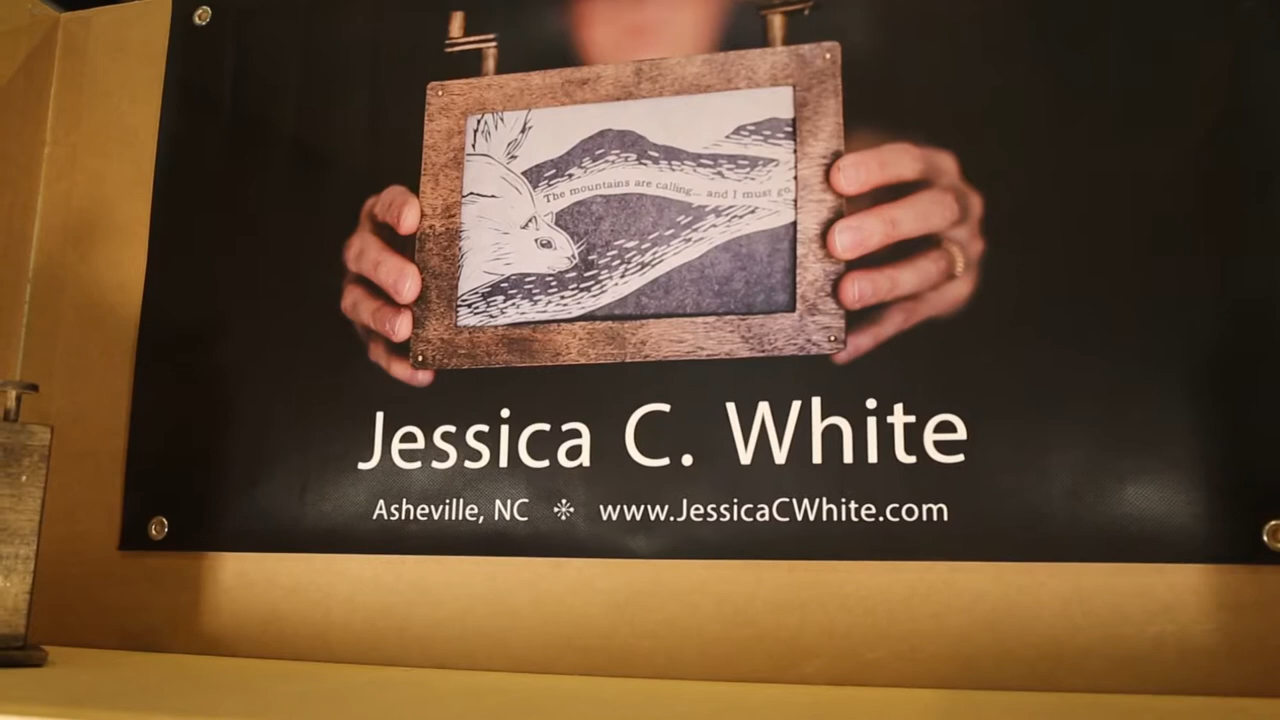 The mountains are calling... and I must go.
Jessica C. White
Asheville, NC ❊ www.JessicaCWhite.com